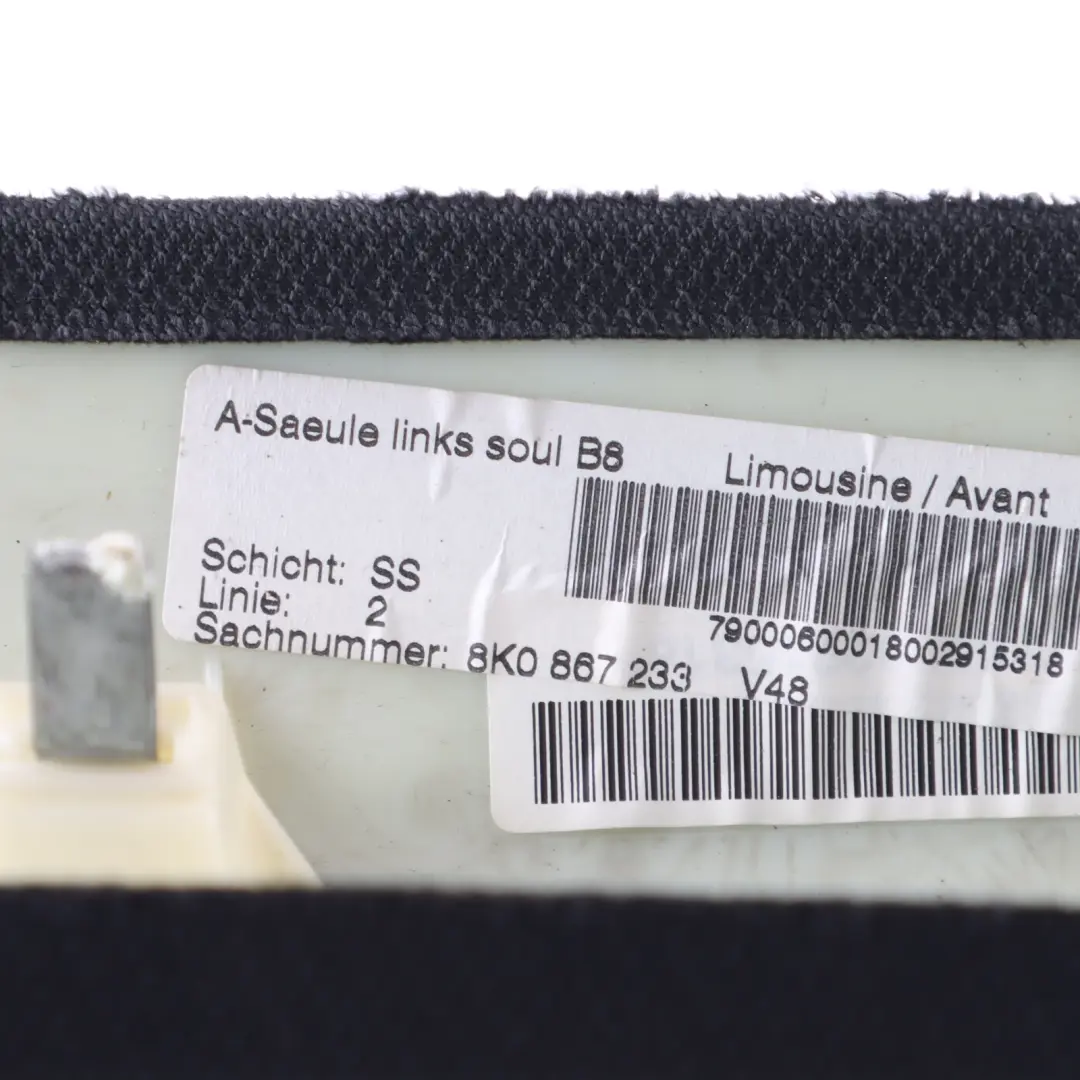 A-Saeule links soul B8
Limousine / Avant
Schicht: SS
Linie: 2
79000600018002915318
Sachnummer: 8K0 867 233 V48